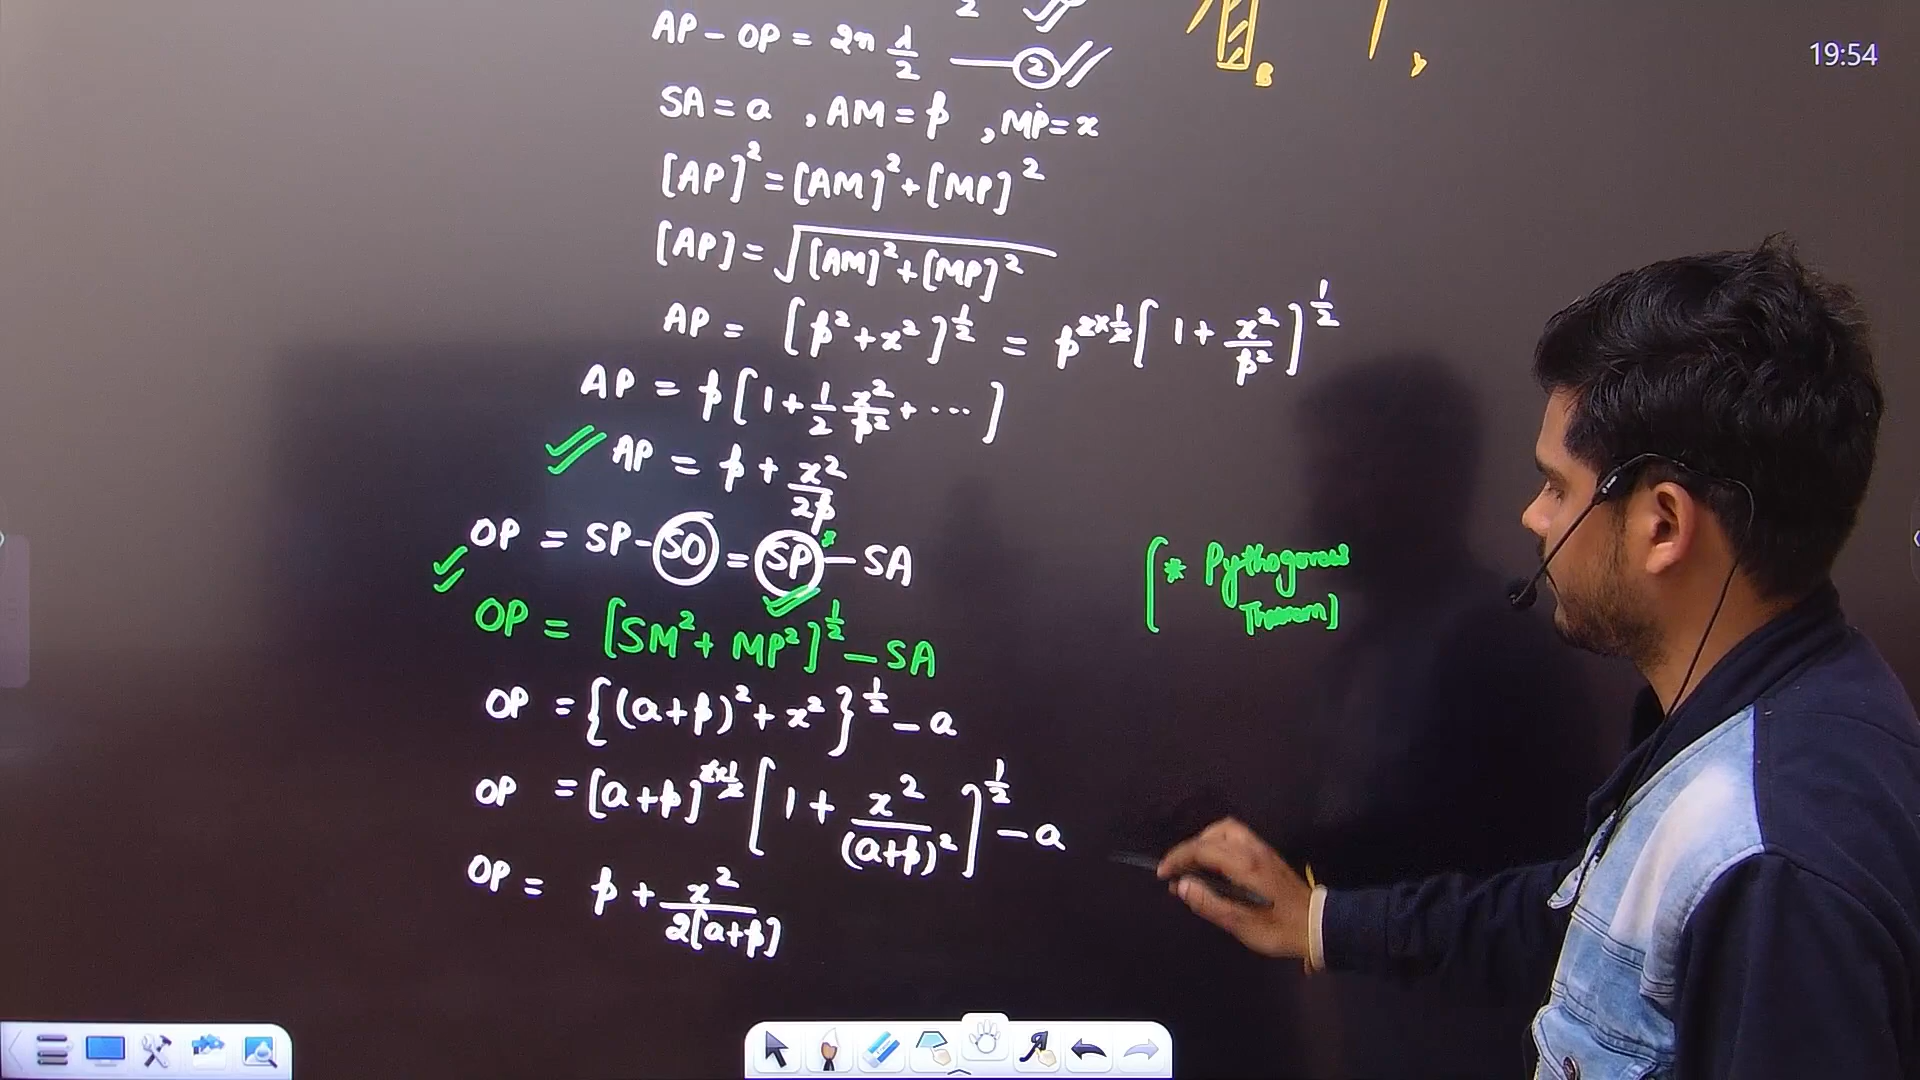 2
AP - OP = 2n λ/2 —— ②
B
y
19:54
SA = a , AM = p , MP = x
[AP]² = [AM]² + [MP]²
[AP] = √([AM]² + [MP]²)
AP = [p² + x²]^½ = p^(2×½) [1 + x²/p²]^½
AP = p[1 + ½ x²/p² + ...]
AP = p + x²/2p
OP = SP - SO = SP* - SA
[* Pythogoras
Theorem]
OP = [SM² + MP²]^½ - SA
OP = {(a+p)² + x²}^½ - a
OP = [a+p]^(2×½) [1 + x²/(a+p)²]^½ - a
OP = p + x²/2[a+p]